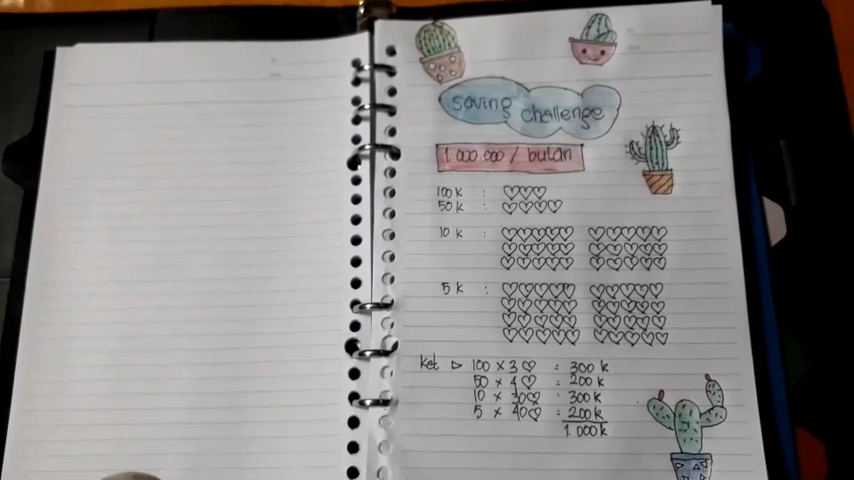 saving challenge
1.000.000 / bulan
100 k : ♡♡♡
50 k : ♡♡♡♡
10 k : ♡♡♡♡♡ ♡♡♡♡♡
♡♡♡♡♡ ♡♡♡♡♡
♡♡♡♡♡ ♡♡♡♡♡
5 k : ♡♡♡♡♡ ♡♡♡♡♡
♡♡♡♡♡ ♡♡♡♡♡
♡♡♡♡♡ ♡♡♡♡♡
♡♡♡♡♡ ♡♡♡♡♡
Ket ▷ 100 x 3 ♡ = 300 k
50 x 4 ♡ = 200 k
10 x 30♡ = 300 k
5 x 40♡ = 200 k
1.000 k